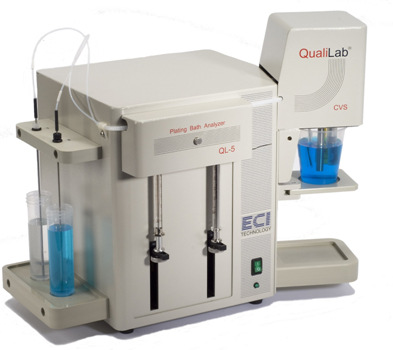 QualiLab®
CVS
Plating Bath Analyzer
QL-5
ECI
TECHNOLOGY